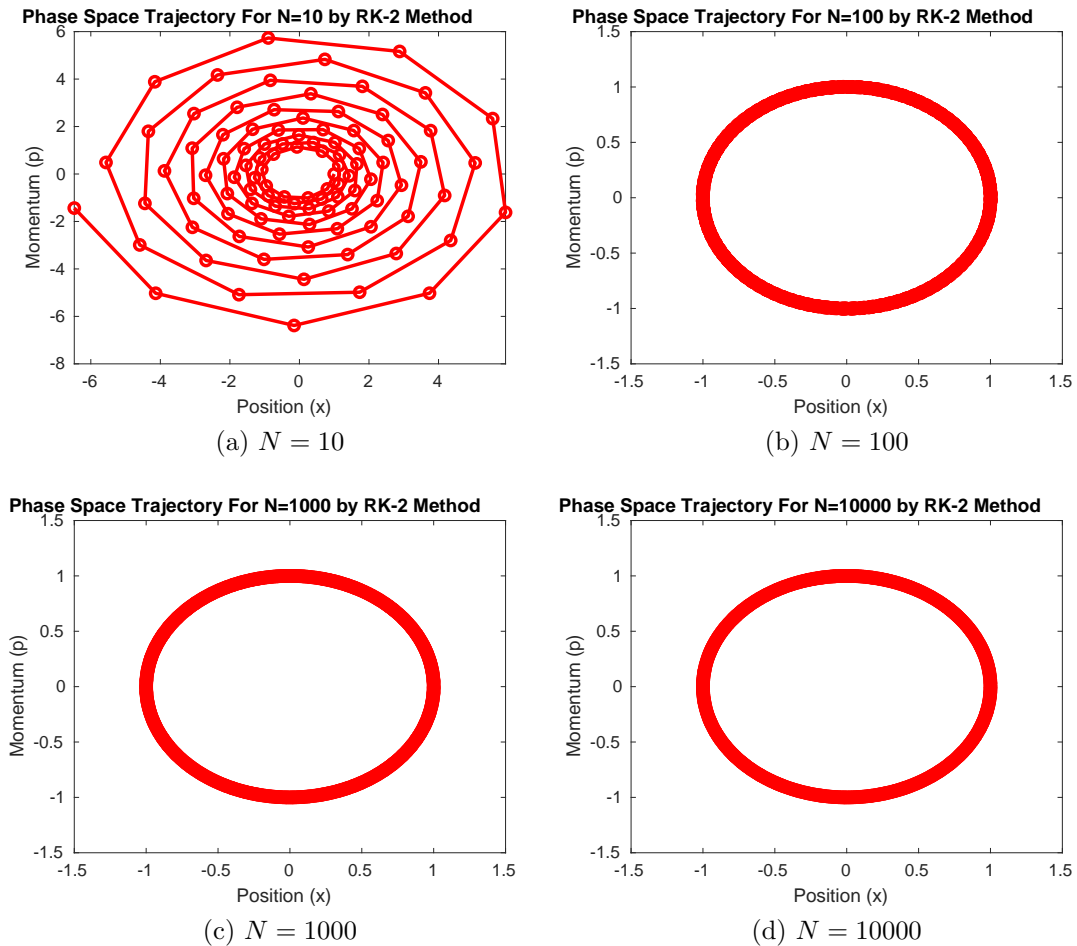 Phase Space Trajectory For N=10 by RK-2 Method
6
4
2
0
-2
-4
-6
-8
Momentum (p)
-6 -4 -2 0 2 4
Position (x)
(a) N = 10
Phase Space Trajectory For N=100 by RK-2 Method
1.5
1
0.5
0
-0.5
-1
-1.5
Momentum (p)
-1.5 -1 -0.5 0 0.5 1 1.5
Position (x)
(b) N = 100
Phase Space Trajectory For N=1000 by RK-2 Method
1.5
1
0.5
0
-0.5
-1
-1.5
Momentum (p)
-1.5 -1 -0.5 0 0.5 1 1.5
Position (x)
(c) N = 1000
Phase Space Trajectory For N=10000 by RK-2 Method
1.5
1
0.5
0
-0.5
-1
-1.5
Momentum (p)
-1.5 -1 -0.5 0 0.5 1 1.5
Position (x)
(d) N = 10000